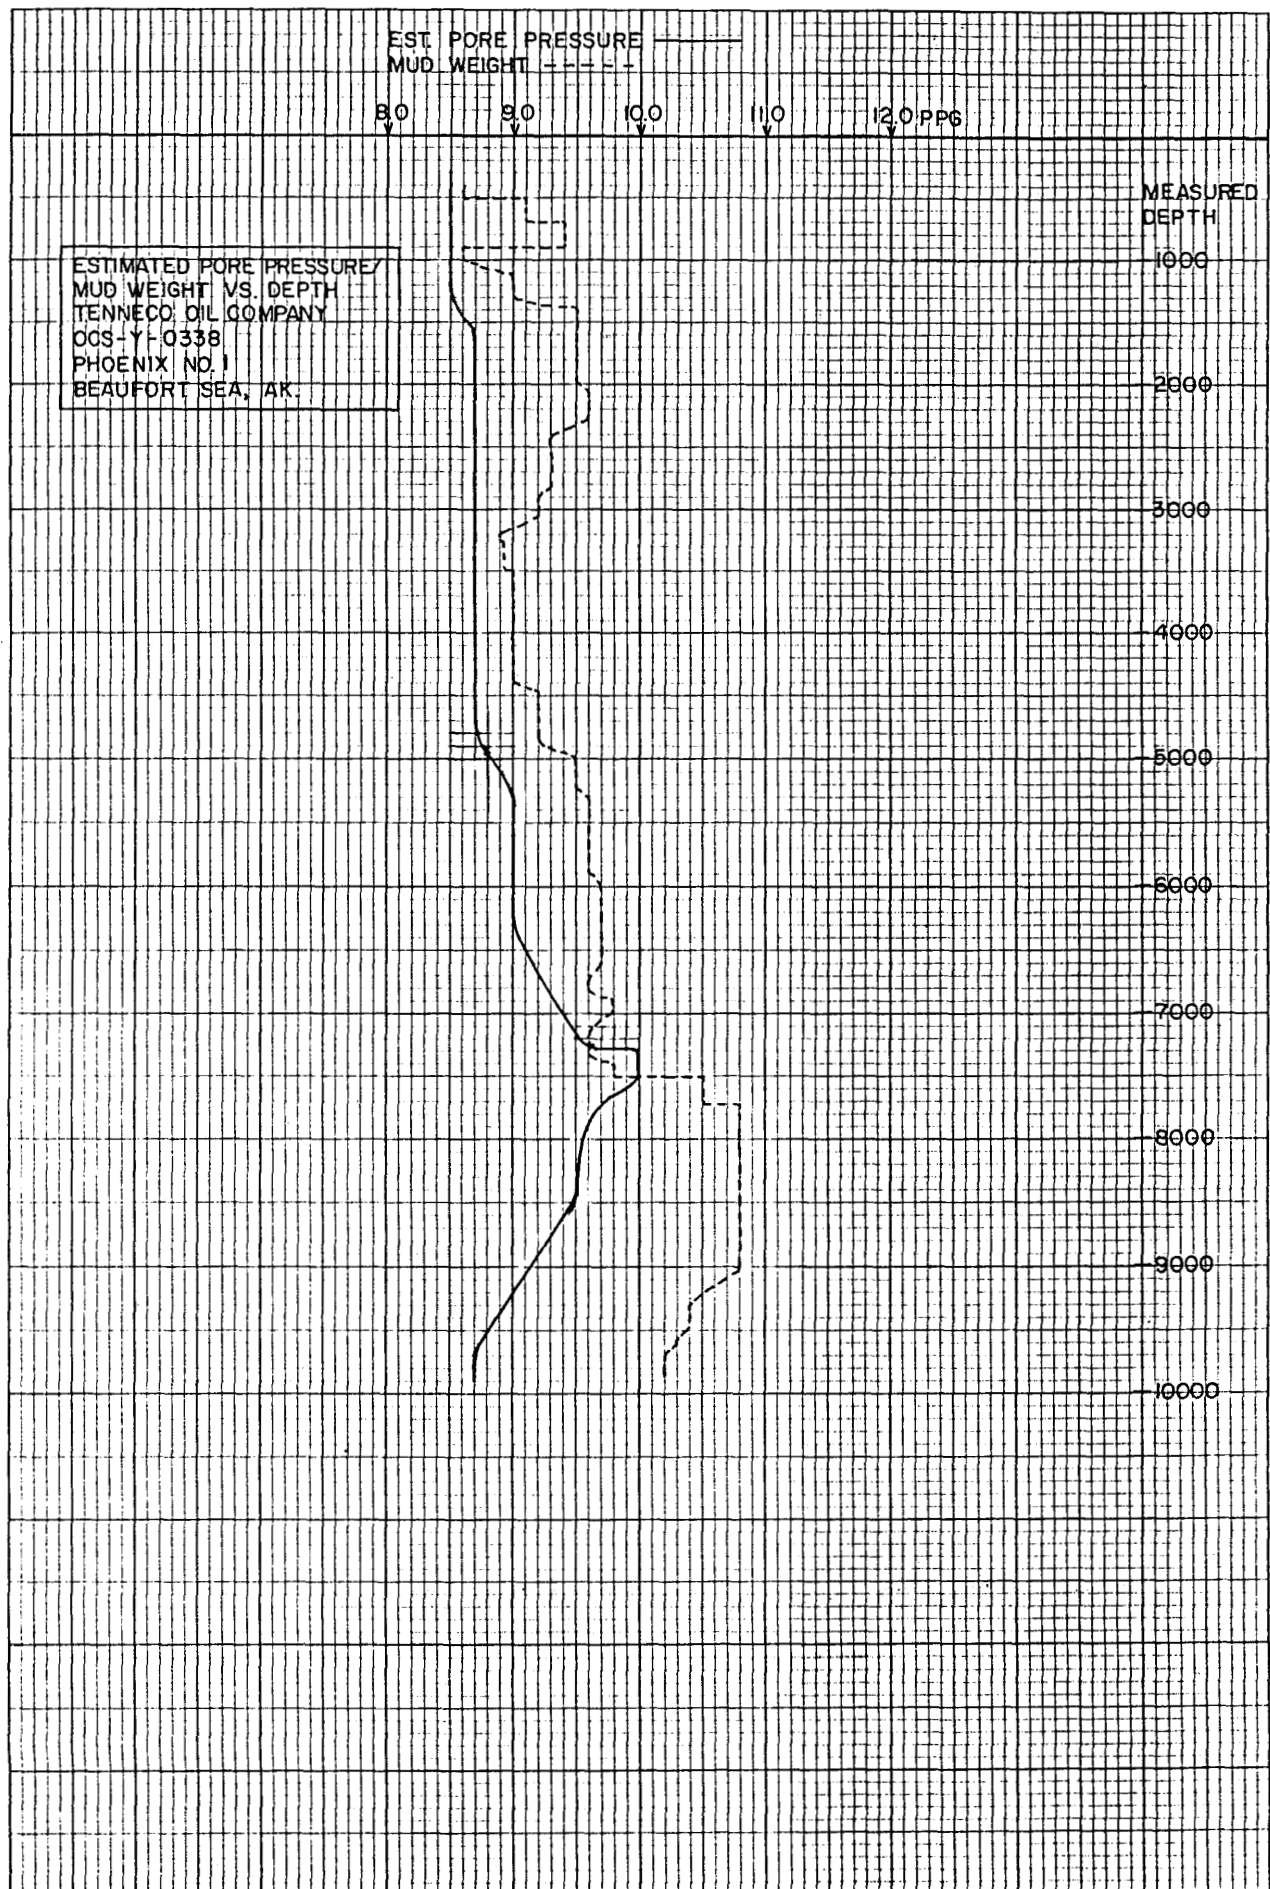 EST. PORE PRESSURE
MUD WEIGHT
8.0 9.0 10.0 11.0 12.0 PPG
MEASURED
DEPTH
ESTIMATED PORE PRESSURE/
MUD WEIGHT VS. DEPTH
TENNECO OIL COMPANY
OCS-Y-0338
PHOENIX NO. 1
BEAUFORT SEA, AK.
1000
2000
3000
4000
5000
6000
7000
8000
9000
10000